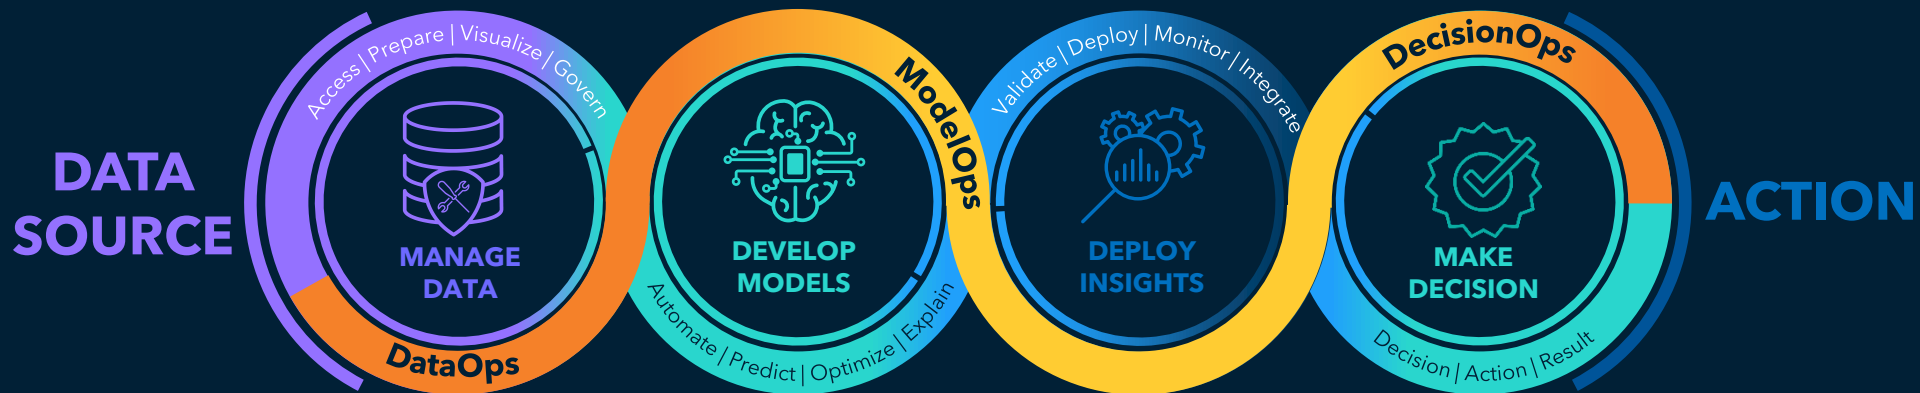 DATA
SOURCE
Access | Prepare | Visualize | Govern
MANAGE
DATA
DataOps
DEVELOP
MODELS
Automate | Predict | Optimize | Explain
ModelOps
Validate | Deploy | Monitor | Integrate
DEPLOY
INSIGHTS
DecisionOps
MAKE
DECISION
Decision | Action | Result
ACTION